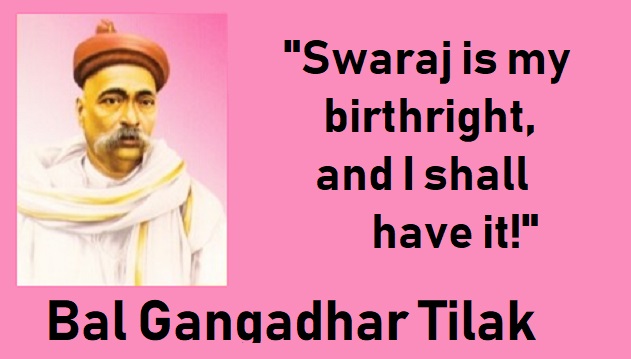 "Swaraj is my
birthright,
and I shall
have it!"
Bal Gangadhar Tilak